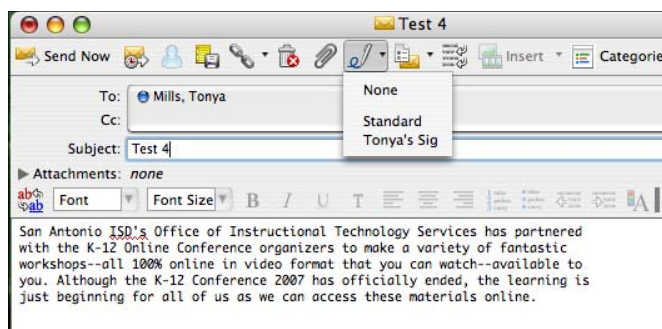 Test 4
Send Now
Insert
Categorie
To: Mills, Tonya
None
Cc:
Standard
Subject: Test 4
Tonya's Sig
Attachments: none
Font Font Size B I U T
San Antonio ISD's Office of Instructional Technology Services has partnered
with the K-12 Online Conference organizers to make a variety of fantastic
workshops--all 100% online in video format that you can watch--available to
you. Although the K-12 Conference 2007 has officially ended, the learning is
just beginning for all of us as we can access these materials online.